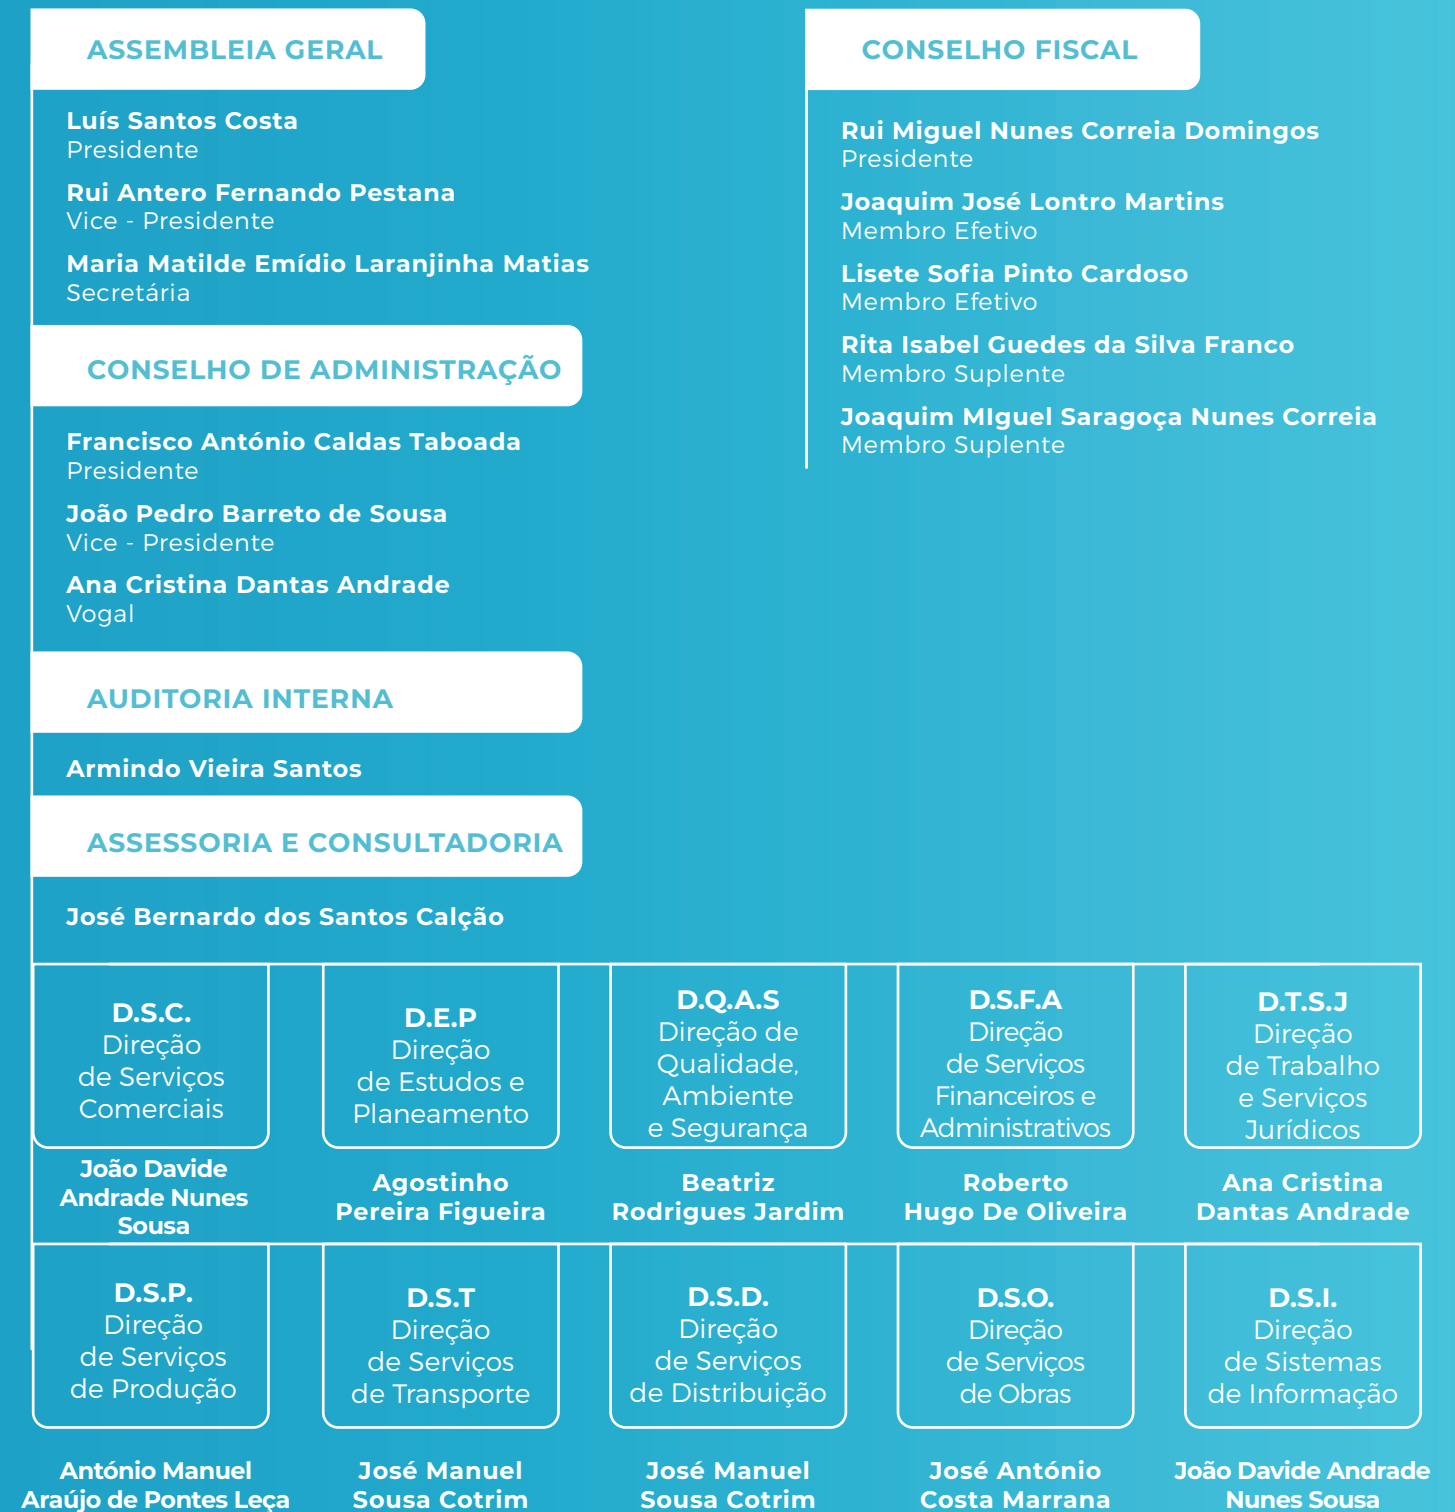 ASSEMBLEIA GERAL
Luís Santos Costa
Presidente
Rui Antero Fernando Pestana
Vice - Presidente
Maria Matilde Emídio Laranjinha Matias
Secretária
CONSELHO DE ADMINISTRAÇÃO
Francisco António Caldas Taboada
Presidente
João Pedro Barreto de Sousa
Vice - Presidente
Ana Cristina Dantas Andrade
Vogal
AUDITORIA INTERNA
Armindo Vieira Santos
ASSESSORIA E CONSULTADORIA
José Bernardo dos Santos Calção
CONSELHO FISCAL
Rui Miguel Nunes Correia Domingos
Presidente
Joaquim José Lontro Martins
Membro Efetivo
Lisete Sofia Pinto Cardoso
Membro Efetivo
Rita Isabel Guedes da Silva Franco
Membro Suplente
Joaquim MIguel Saragoça Nunes Correia
Membro Suplente
D.S.C.
Direção
de Serviços
Comerciais
João Davide
Andrade Nunes
Sousa
D.E.P
Direção
de Estudos e
Planeamento
Agostinho
Pereira Figueira
D.Q.A.S
Direção de
Qualidade,
Ambiente
e Segurança
Beatriz
Rodrigues Jardim
D.S.F.A
Direção
de Serviços
Financeiros e
Administrativos
Roberto
Hugo De Oliveira
D.T.S.J
Direção
de Trabalho
e Serviços
Jurídicos
Ana Cristina
Dantas Andrade
D.S.P.
Direção
de Serviços
de Produção
António Manuel
Araújo de Pontes Leça
D.S.T
Direção
de Serviços
de Transporte
José Manuel
Sousa Cotrim
D.S.D.
Direção
de Serviços
de Distribuição
José Manuel
Sousa Cotrim
D.S.O.
Direção
de Serviços
de Obras
José António
Costa Marrana
D.S.I.
Direção
de Sistemas
de Informação
João Davide Andrade
Nunes Sousa